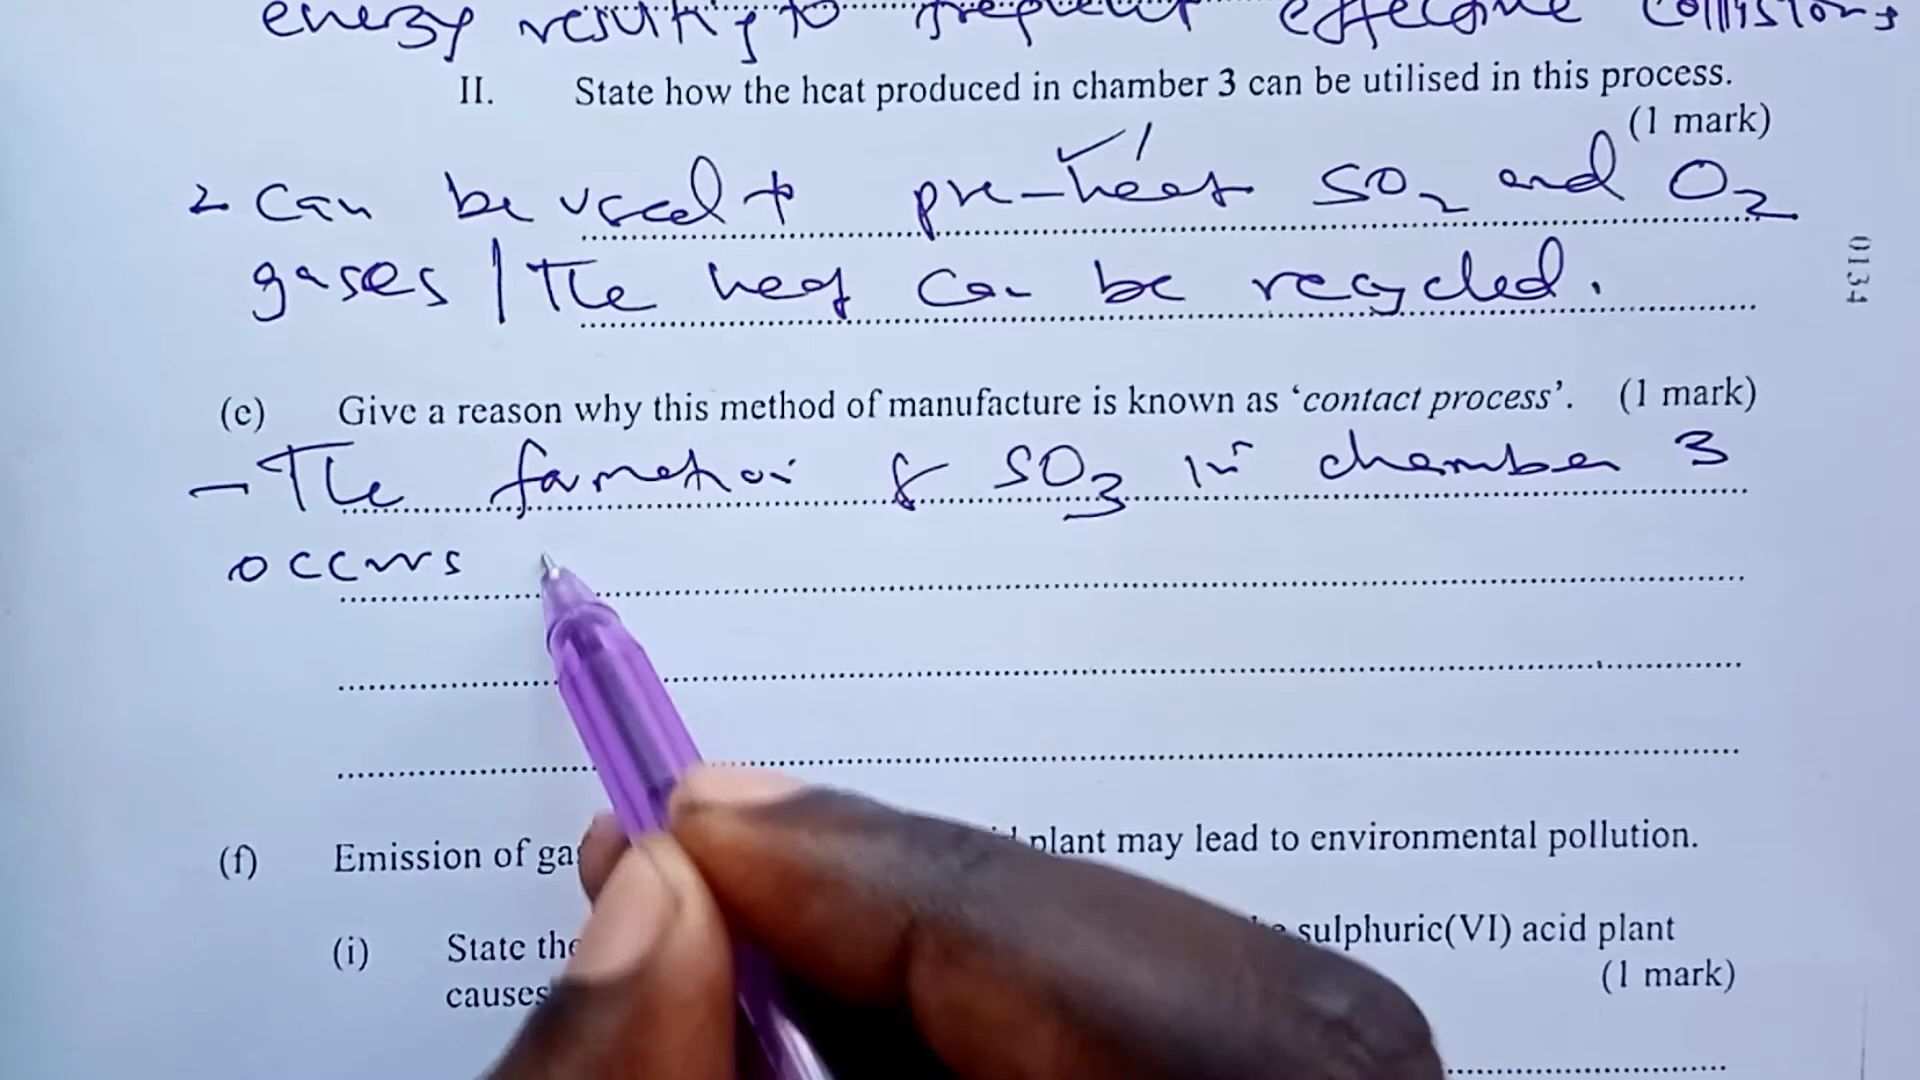 energy resulting to frequent effective collisions
II. State how the heat produced in chamber 3 can be utilised in this process.
(1 mark)
- Can be used to pre-heat SO2 and O2
gases / The heat can be recycled.
0134
(e) Give a reason why this method of manufacture is known as ‘contact process’. (1 mark)
- The formation of SO3 in chamber 3
occurs
(f) Emission of plant may lead to environmental pollution.
(i) State the sulphuric(VI) acid plant
causes (1 mark)